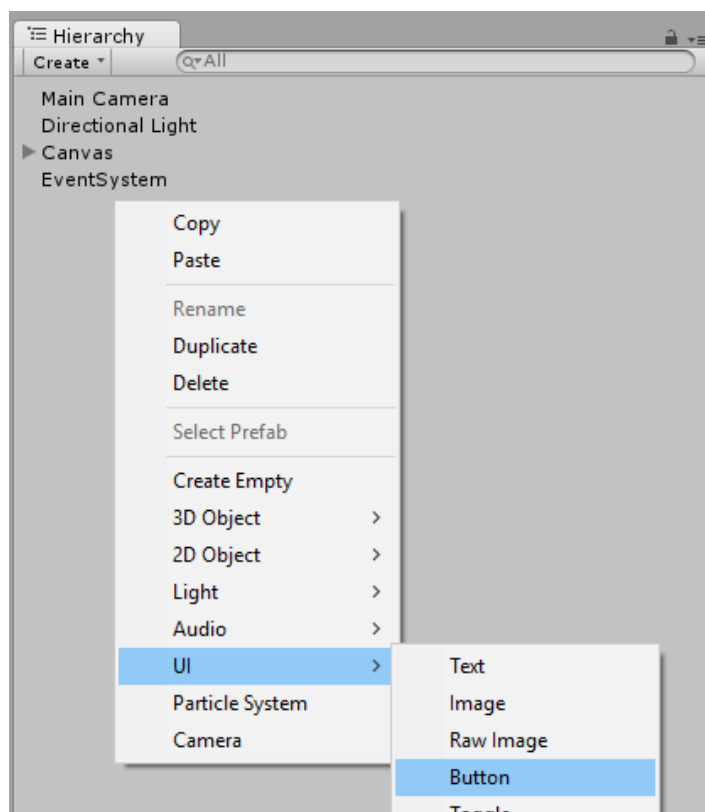 Hierarchy
Create
All
Main Camera
Directional Light
Canvas
EventSystem
Copy
Paste
Rename
Duplicate
Delete
Select Prefab
Create Empty
3D Object
2D Object
Light
Audio
UI
Text
Particle System
Image
Camera
Raw Image
Button
Toggle